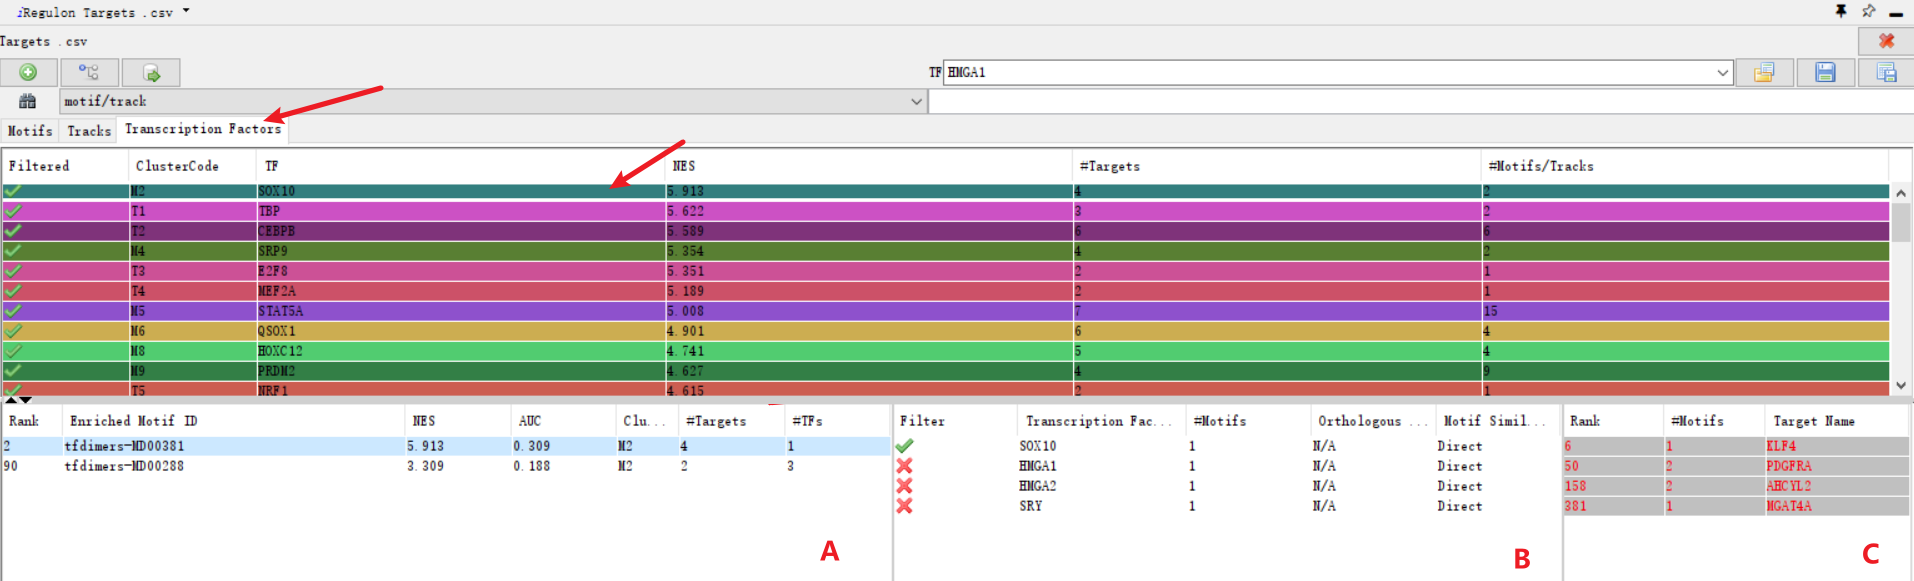 iRegulon Targets .csv
Targets .csv
TF HMGA1
motif/track
Motifs Tracks Transcription Factors
Filtered ClusterCode TF NES #Targets #Motifs/Tracks
M2 SOX10 5.913 4 2
T1 TBP 5.622 3 2
T2 CEBPB 5.589 6 6
M4 SRP9 5.354 4 2
T3 E2F8 5.351 2 1
T4 MEF2A 5.189 2 1
M5 STAT5A 5.008 7 15
M6 QSOX1 4.901 6 4
M8 HOXC12 4.741 5 4
M9 PRDM2 4.627 4 9
T5 NRF1 4.615 2 1
Rank Enriched Motif ID NES AUC Clu... #Targets #TFs
2 tfdimers-MD00381 5.913 0.309 M2 4 1
90 tfdimers-MD00288 3.309 0.188 M2 2 3
A
Filter Transcription Fac... #Motifs Orthologous ... Motif Simil...
SOX10 1 N/A Direct
HMGA1 1 N/A Direct
HMGA2 1 N/A Direct
SRY 1 N/A Direct
B
Rank #Motifs Target Name
6 1 KLF4
50 2 PDGFRA
158 2 AHCYL2
381 1 MGAT4A
C